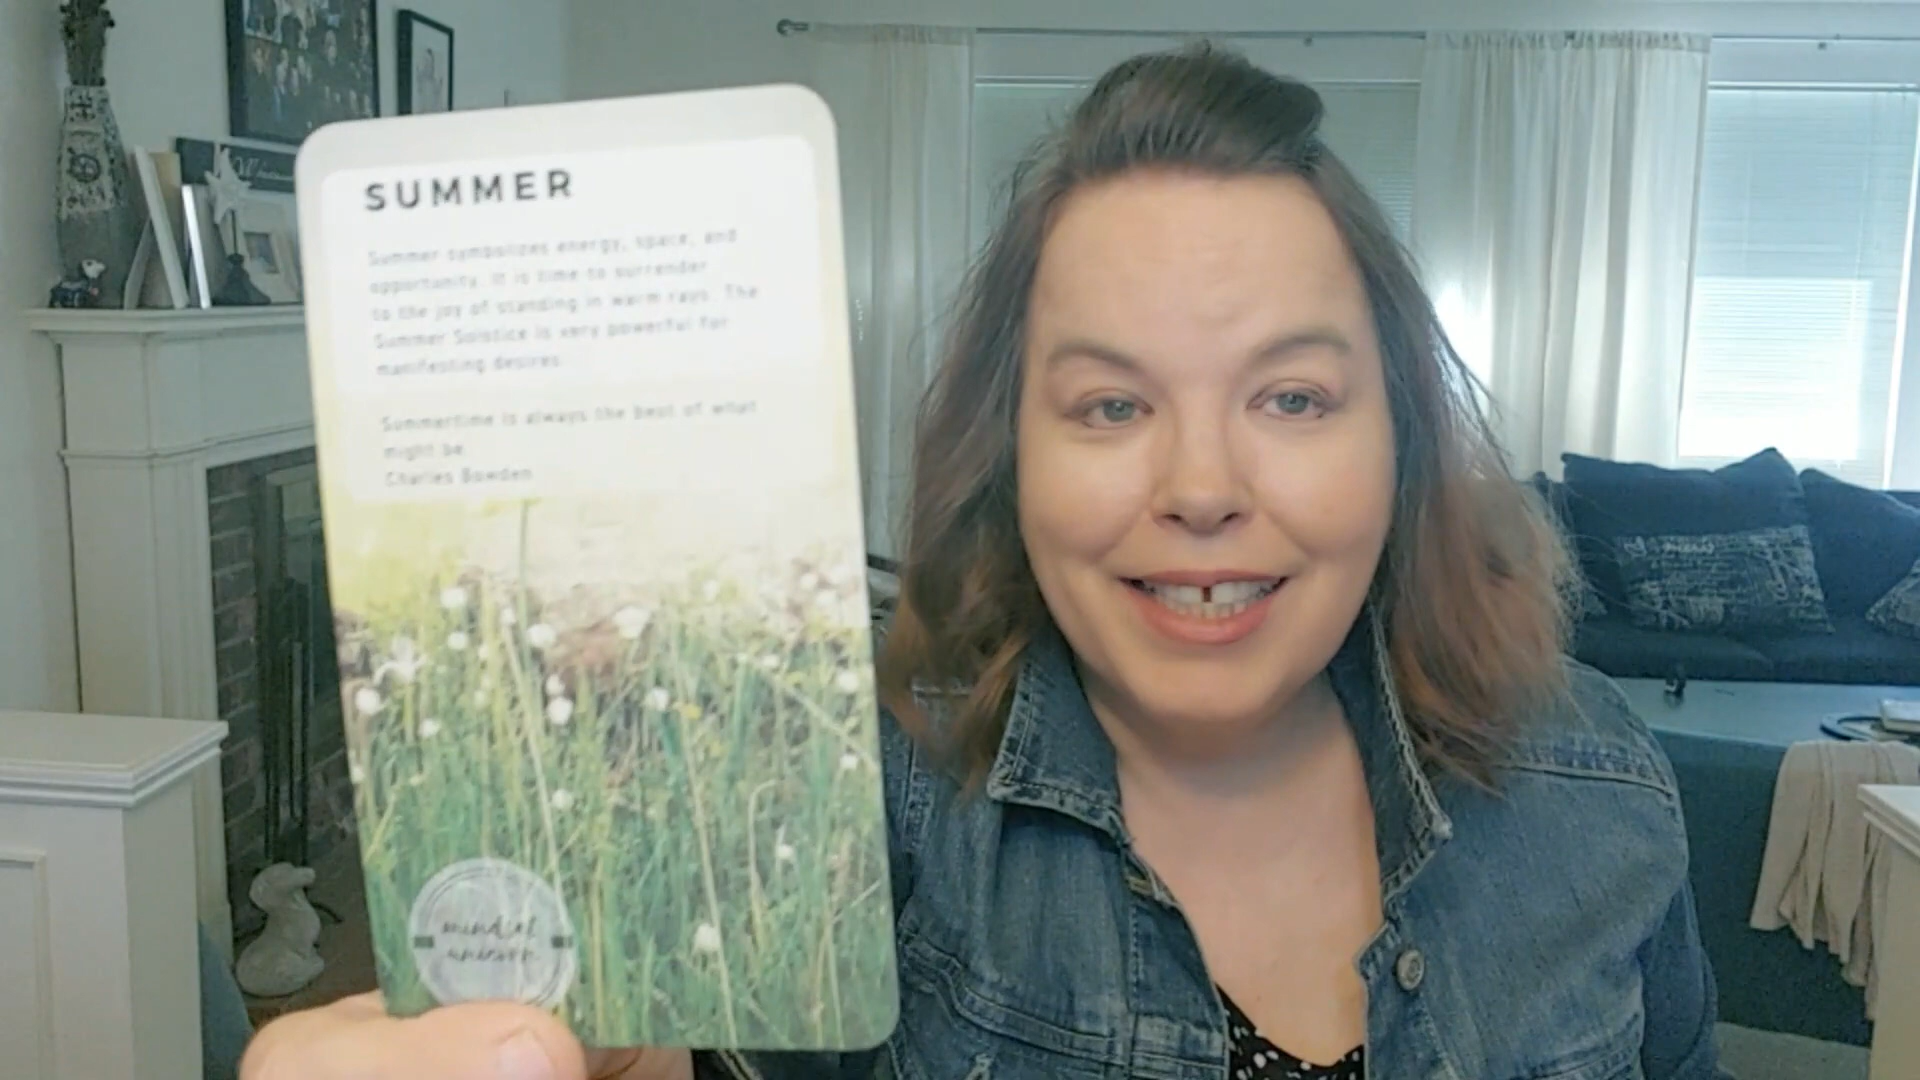 SUMMER
Summer symbolizes energy, space, and
opportunity. It is time to surrender
to the joy of standing in warm rays. The
Summer Solstice is very powerful for
manifesting desires.
Summertime is always the best of what
might be.
Charles Bowden
mindset
unicorn